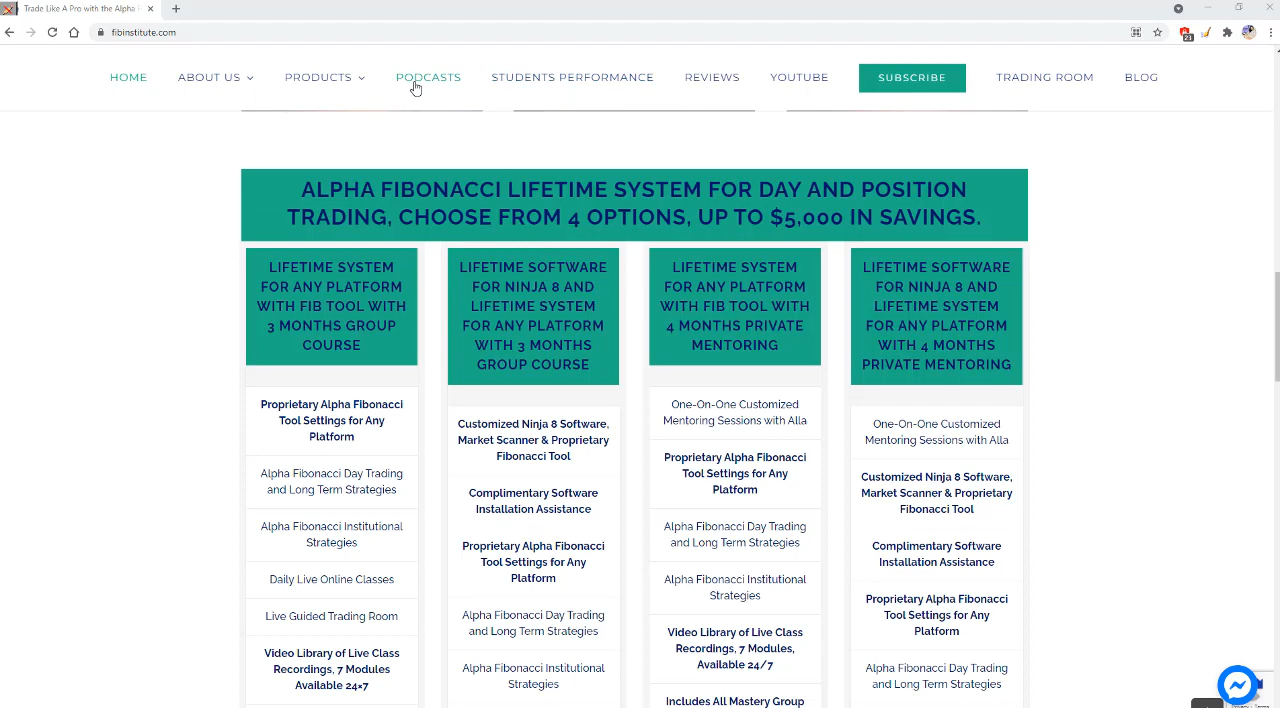 Trade Like A Pro with the Alpha
fibinstitute.com
21
HOME ABOUT US PRODUCTS PODCASTS STUDENTS PERFORMANCE REVIEWS YOUTUBE SUBSCRIBE TRADING ROOM BLOG
ALPHA FIBONACCI LIFETIME SYSTEM FOR DAY AND POSITION
TRADING, CHOOSE FROM 4 OPTIONS, UP TO $5,000 IN SAVINGS.
LIFETIME SYSTEM
FOR ANY PLATFORM
WITH FIB TOOL WITH
3 MONTHS GROUP
COURSE
Proprietary Alpha Fibonacci
Tool Settings for Any
Platform
Alpha Fibonacci Day Trading
and Long Term Strategies
Alpha Fibonacci Institutional
Strategies
Daily Live Online Classes
Live Guided Trading Room
Video Library of Live Class
Recordings, 7 Modules
Available 24×7
LIFETIME SOFTWARE
FOR NINJA 8 AND
LIFETIME SYSTEM
FOR ANY PLATFORM
WITH 3 MONTHS
GROUP COURSE
Customized Ninja 8 Software,
Market Scanner & Proprietary
Fibonacci Tool
Complimentary Software
Installation Assistance
Proprietary Alpha Fibonacci
Tool Settings for Any
Platform
Alpha Fibonacci Day Trading
and Long Term Strategies
Alpha Fibonacci Institutional
Strategies
LIFETIME SYSTEM
FOR ANY PLATFORM
WITH FIB TOOL WITH
4 MONTHS PRIVATE
MENTORING
One-On-One Customized
Mentoring Sessions with Alla
Proprietary Alpha Fibonacci
Tool Settings for Any
Platform
Alpha Fibonacci Day Trading
and Long Term Strategies
Alpha Fibonacci Institutional
Strategies
Video Library of Live Class
Recordings, 7 Modules,
Available 24/7
Includes All Mastery Group
LIFETIME SOFTWARE
FOR NINJA 8 AND
LIFETIME SYSTEM
FOR ANY PLATFORM
WITH 4 MONTHS
PRIVATE MENTORING
One-On-One Customized
Mentoring Sessions with Alla
Customized Ninja 8 Software,
Market Scanner & Proprietary
Fibonacci Tool
Complimentary Software
Installation Assistance
Proprietary Alpha Fibonacci
Tool Settings for Any
Platform
Alpha Fibonacci Day Trading
and Long Term Strategies